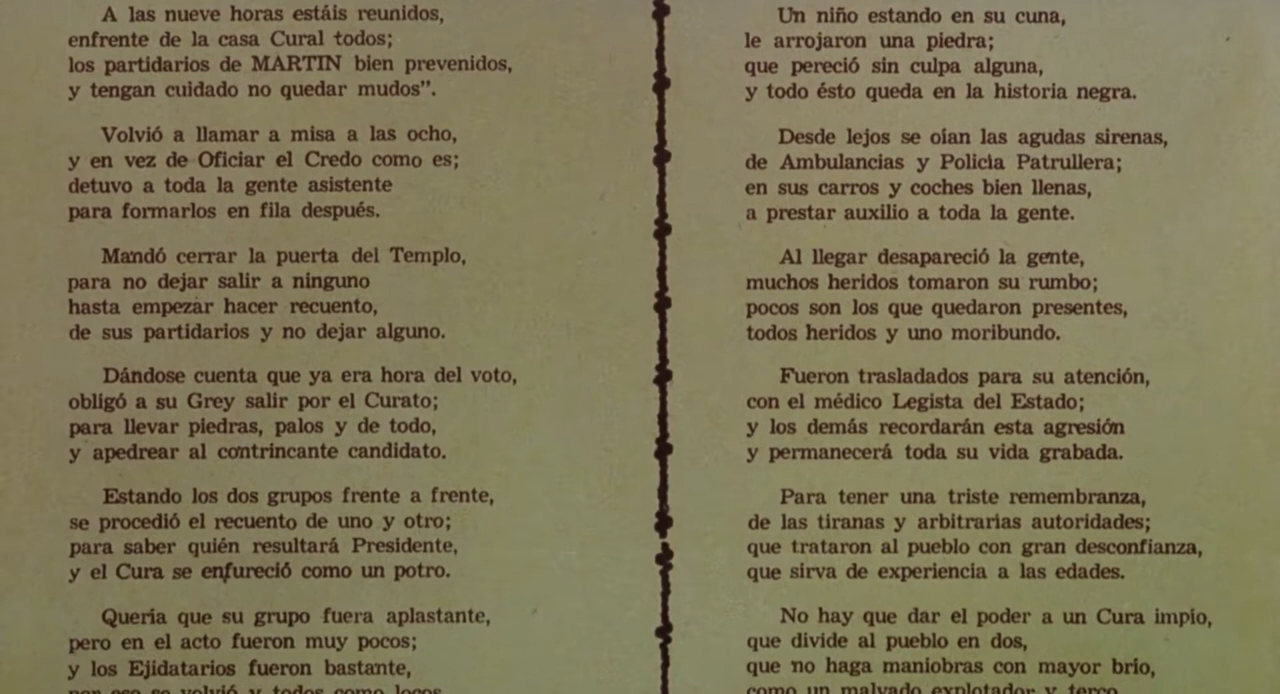 A las nueve horas estáis reunidos,
enfrente de la casa Cural todos;
los partidarios de MARTIN bien prevenidos,
y tengan cuidado no quedar mudos”.
Volvió a llamar a misa a las ocho,
y en vez de Oficiar el Credo como es;
detuvo a toda la gente asistente
para formarlos en fila después.
Mandó cerrar la puerta del Templo,
para no dejar salir a ninguno
hasta empezar hacer recuento,
de sus partidarios y no dejar alguno.
Dándose cuenta que ya era hora del voto,
obligó a su Grey salir por el Curato;
para llevar piedras, palos y de todo,
y apedrear al contrincante candidato.
Estando los dos grupos frente a frente,
se procedió el recuento de uno y otro;
para saber quién resultará Presidente,
y el Cura se enfureció como un potro.
Quería que su grupo fuera aplastante,
pero en el acto fueron muy pocos;
y los Ejidatarios fueron bastante,
por eso se volvió y todos como locos
Un niño estando en su cuna,
le arrojaron una piedra;
que pereció sin culpa alguna,
y todo ésto queda en la historia negra.
Desde lejos se oían las agudas sirenas,
de Ambulancias y Policía Patrullera;
en sus carros y coches bien llenas,
a prestar auxilio a toda la gente.
Al llegar desapareció la gente,
muchos heridos tomaron su rumbo;
pocos son los que quedaron presentes,
todos heridos y uno moribundo.
Fueron trasladados para su atención,
con el médico Legista del Estado;
y los demás recordarán esta agresión
y permanecerá toda su vida grabada.
Para tener una triste remembranza,
de las tiranas y arbitrarias autoridades;
que trataron al pueblo con gran desconfianza,
que sirva de experiencia a las edades.
No hay que dar el poder a un Cura impío,
que divide al pueblo en dos,
que no haga maniobras con mayor brío,
como un malvado explotador y terco